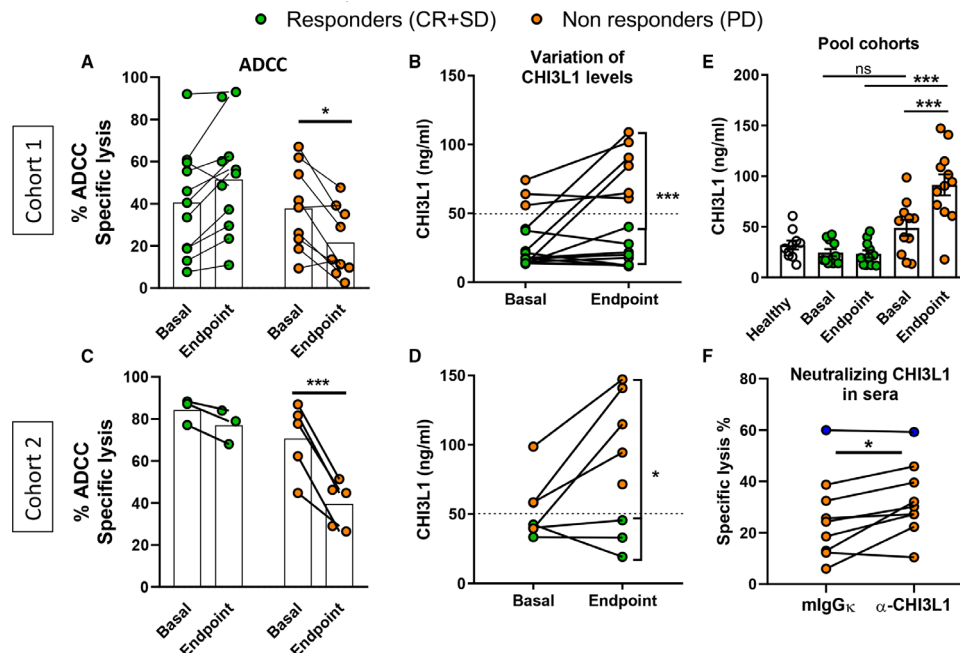 Responders (CR+SD) Non responders (PD)
Cohort 1
A
ADCC
% ADCC
Specific lysis
100
80
60
40
20
0
Basal
Endpoint
Basal
Endpoint
*
B
Variation of
CHI3L1 levels
CHI3L1 (ng/ml)
150
100
50
0
Basal Endpoint
***
E
Pool cohorts
CHI3L1 (ng/ml)
200
150
100
50
0
ns
***
***
Healthy
Basal
Endpoint
Basal
Endpoint
Cohort 2
C
% ADCC
Specific lysis
100
80
60
40
20
0
***
Basal
Endpoint
Basal
Endpoint
D
CHI3L1 (ng/ml)
150
100
50
0
*
Basal Endpoint
F
Neutralizing CHI3L1
in sera
Specific lysis %
80
60
40
20
0
*
mIgGκ α-CHI3L1